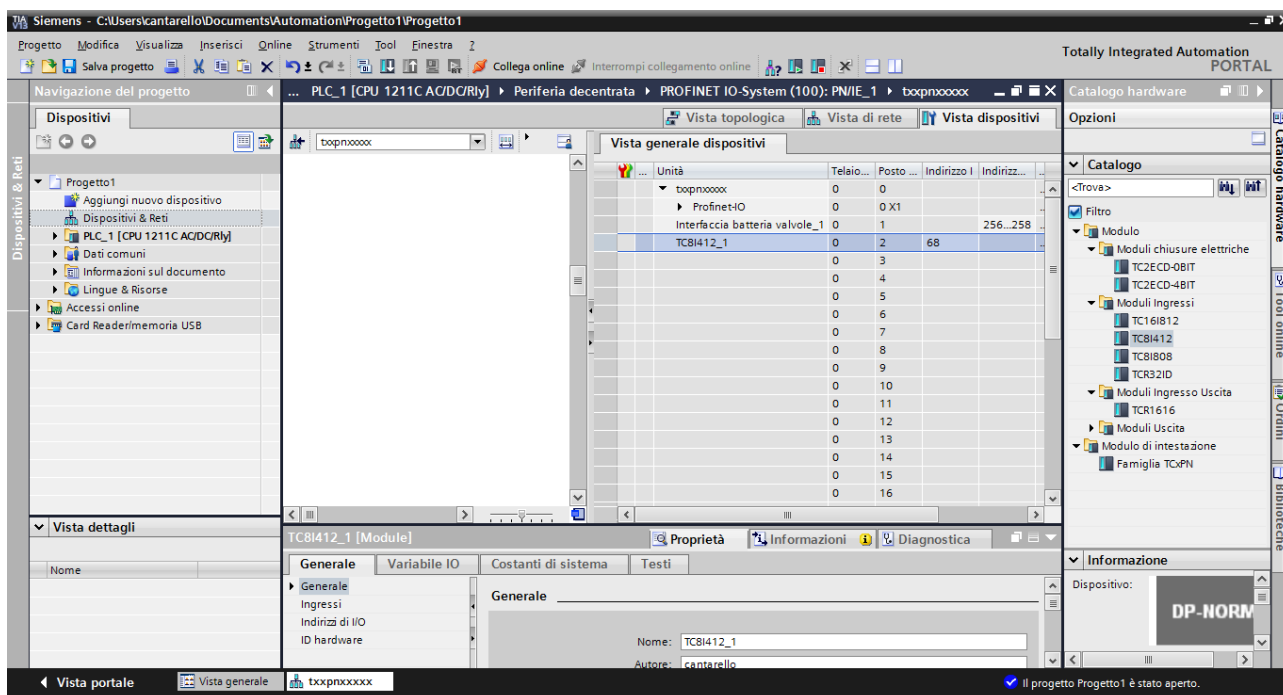 Siemens - C:\Users\cantarello\Documents\Automation\Progetto1\Progetto1
Progetto Modifica Visualizza Inserisci Online Strumenti Tool Finestra ?
Totally Integrated Automation
PORTAL
Salva progetto Collega online Interrompi collegamento online
Navigazione del progetto
... PLC_1 [CPU 1211C AC/DC/Rly] Periferia decentrata PROFINET IO-System (100): PN/IE_1 txxpnxxxxx
Catalogo hardware
Dispositivi
Vista topologica Vista di rete Vista dispositivi
Opzioni
txxpnxxxxx
Vista generale dispositivi
Dispositivi & Reti
Progetto1
Aggiungi nuovo dispositivo
Dispositivi & Reti
PLC_1 [CPU 1211C AC/DC/Rly]
Dati comuni
Informazioni sul documento
Lingue & Risorse
Accessi online
Card Reader/memoria USB
... Unità Telaio... Posto ... Indirizzo I Indirizz... ...
txxpnxxxxx 0 0
Profinet-IO 0 0 X1
Interfaccia batteria valvole_1 0 1 256...258
TC8I412_1 0 2 68
0 3
0 4
0 5
0 6
0 7
0 8
0 9
0 10
0 11
0 12
0 13
0 14
0 15
0 16
Catalogo
<Trova>
Filtro
Modulo
Moduli chiusure elettriche
TC2ECD-0BIT
TC2ECD-4BIT
Moduli Ingressi
TC16I812
TC8I412
TC8I808
TCR32ID
Moduli Ingresso Uscita
TCR1616
Moduli Uscita
Modulo di intestazione
Famiglia TCxPN
Catalogo hardware
Tool online
Ordini
Biblioteche
Vista dettagli
Nome
TC8I412_1 [Module]
Proprietà Informazioni Diagnostica
Generale Variabile IO Costanti di sistema Testi
Generale
Ingressi
Indirizzi di I/O
ID hardware
Generale
Nome: TC8I412_1
Autore: cantarello
Informazione
Dispositivo:
DP-NORM
Vista portale Vista generale txxpnxxxxx
Il progetto Progetto1 è stato aperto.